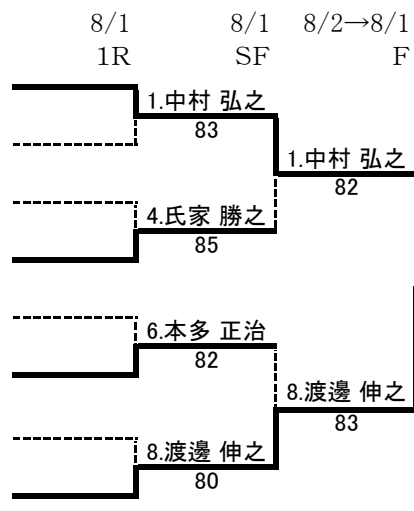 8/1 8/1 8/2→8/1
1R SF F
1.中村 弘之
83
1.中村 弘之
82
4.氏家 勝之
85
6.本多 正治
82
8.渡邊 伸之
83
8.渡邊 伸之
80